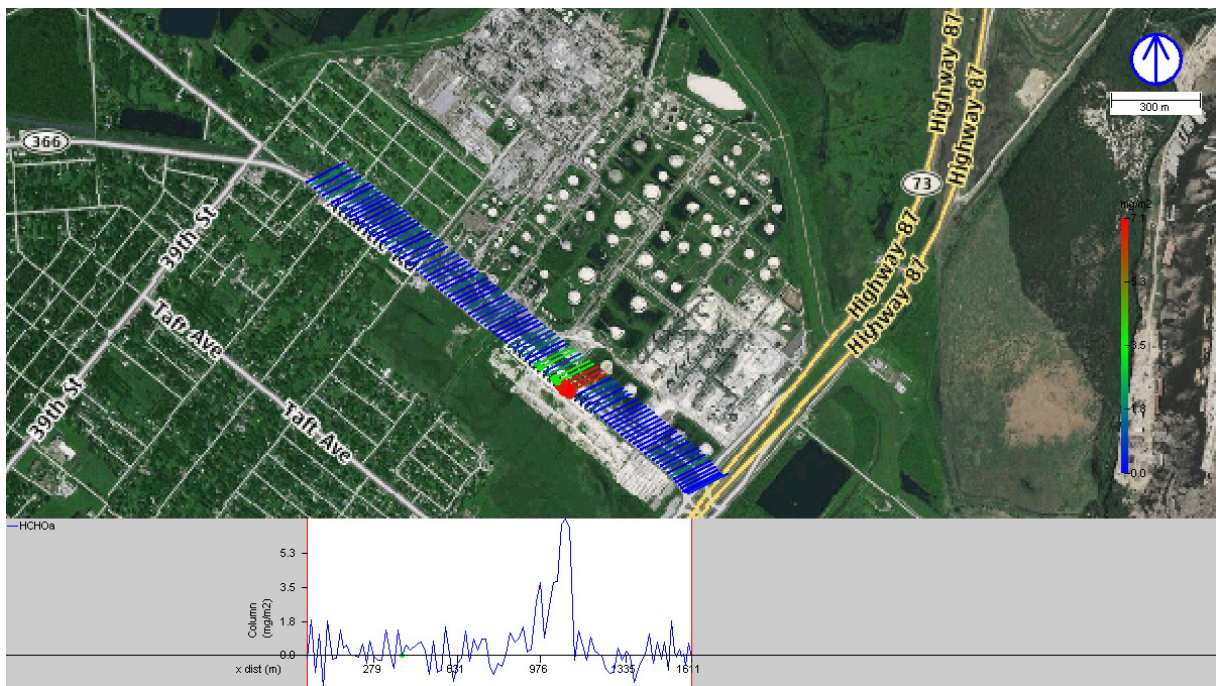 Highway 87
Highway 87
300 m
366
73
39th St
mg/m2
7.1
Highway 87
Highway 87
5.3
Taft Ave
3.5
39th St
Taft Ave
1.8
0.0
HCHOa
5.3
3.5
Column
(mg/m2)
1.8
0.0
x dist (m)
279
631
976
1335
1611